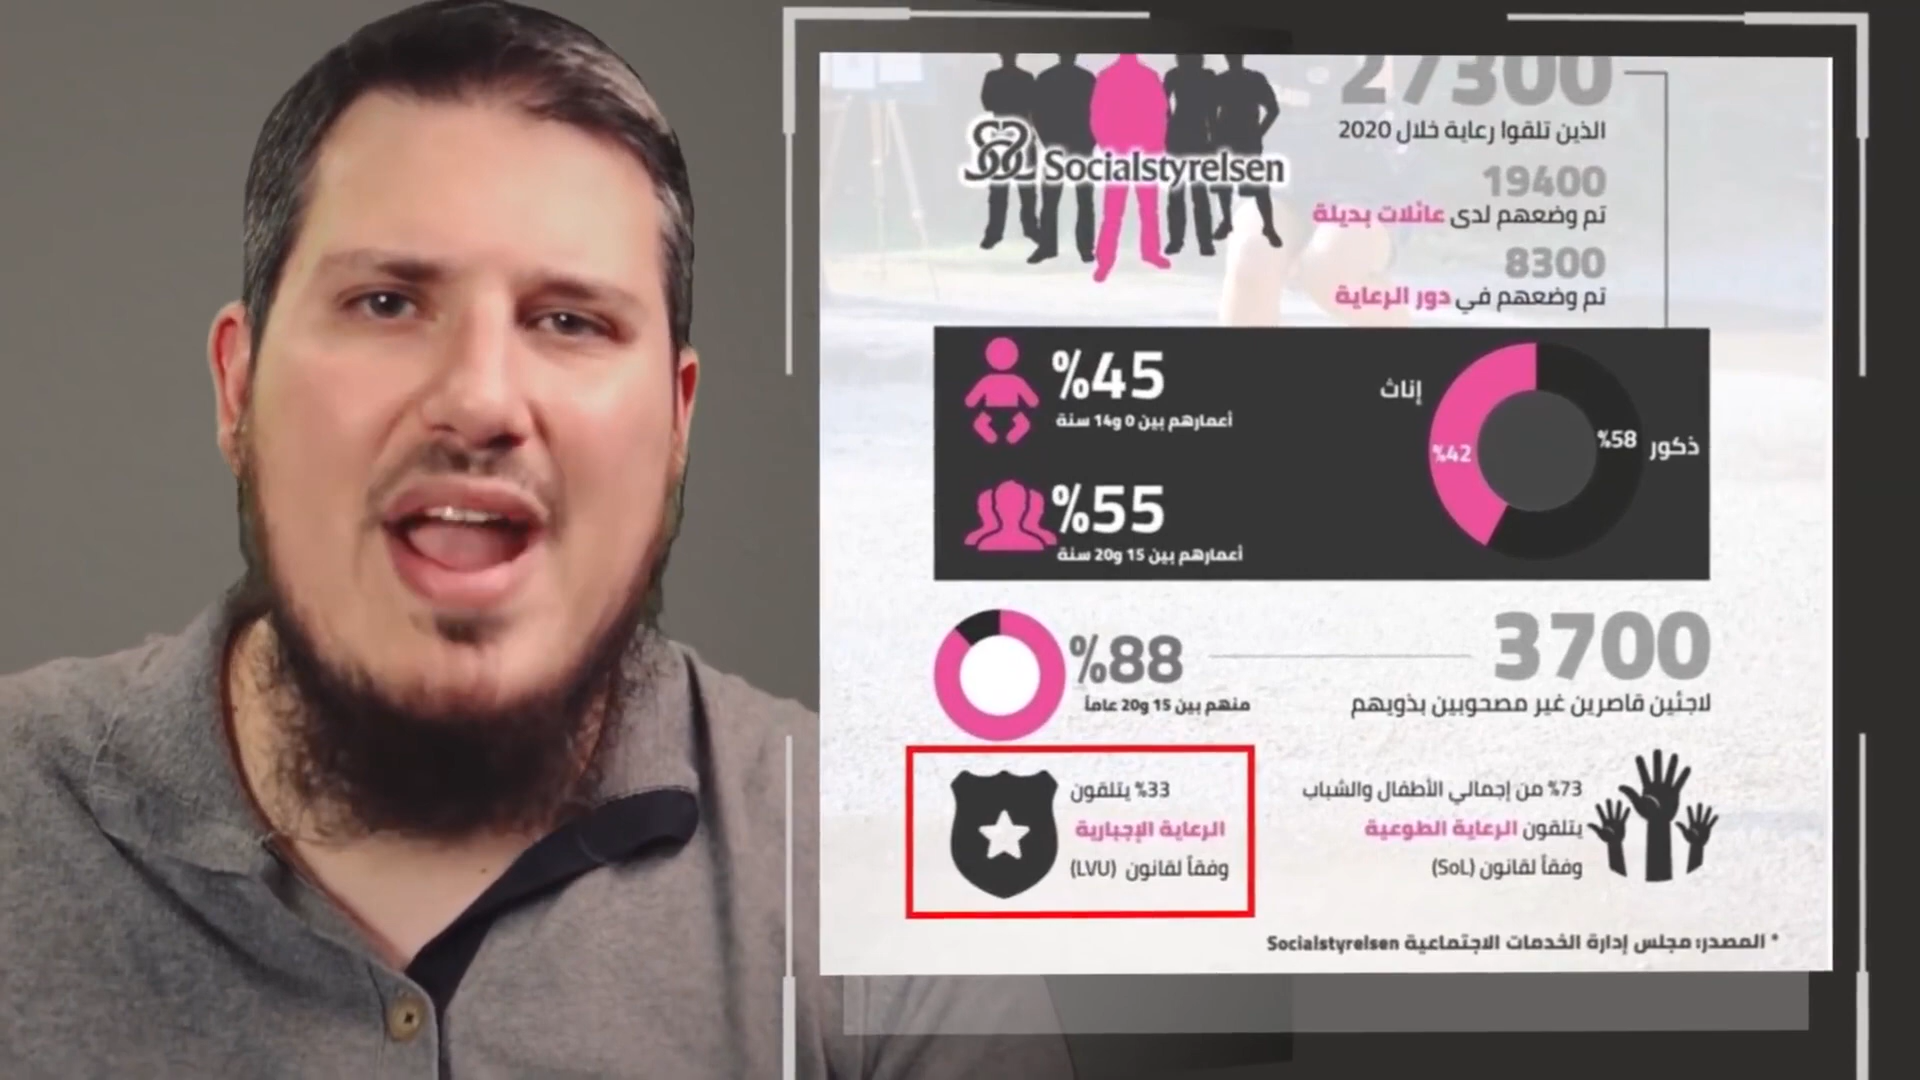 27300
الذين تلقوا رعاية خلال 2020
Socialstyrelsen
19400
تم وضعهم لدى عائلات بديلة
8300
تم وضعهم في دور الرعاية
%45
أعمارهم بين 0 و14 سنة
إناث
%42
%58
ذكور
%55
أعمارهم بين 15 و20 سنة
3700
لاجئين قاصرين غير مصحوبين بذويهم
%88
منهم بين 15 و20 عاماً
%73 من إجمالي الأطفال والشباب
يتلقون الرعاية الطوعية
وفقاً لقانون (SoL)
%33 يتلقون
الرعاية الإجبارية
وفقاً لقانون (LVU)
* المصدر: مجلس إدارة الخدمات الاجتماعية Socialstyrelsen